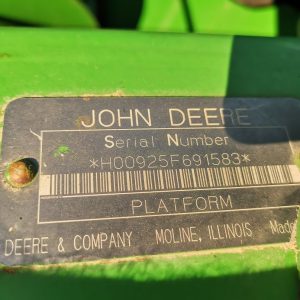 JOHN DEERE
Serial Number
*H00925F691583*
PLATFORM
DEERE & COMPANY MOLINE, ILLINOIS Made